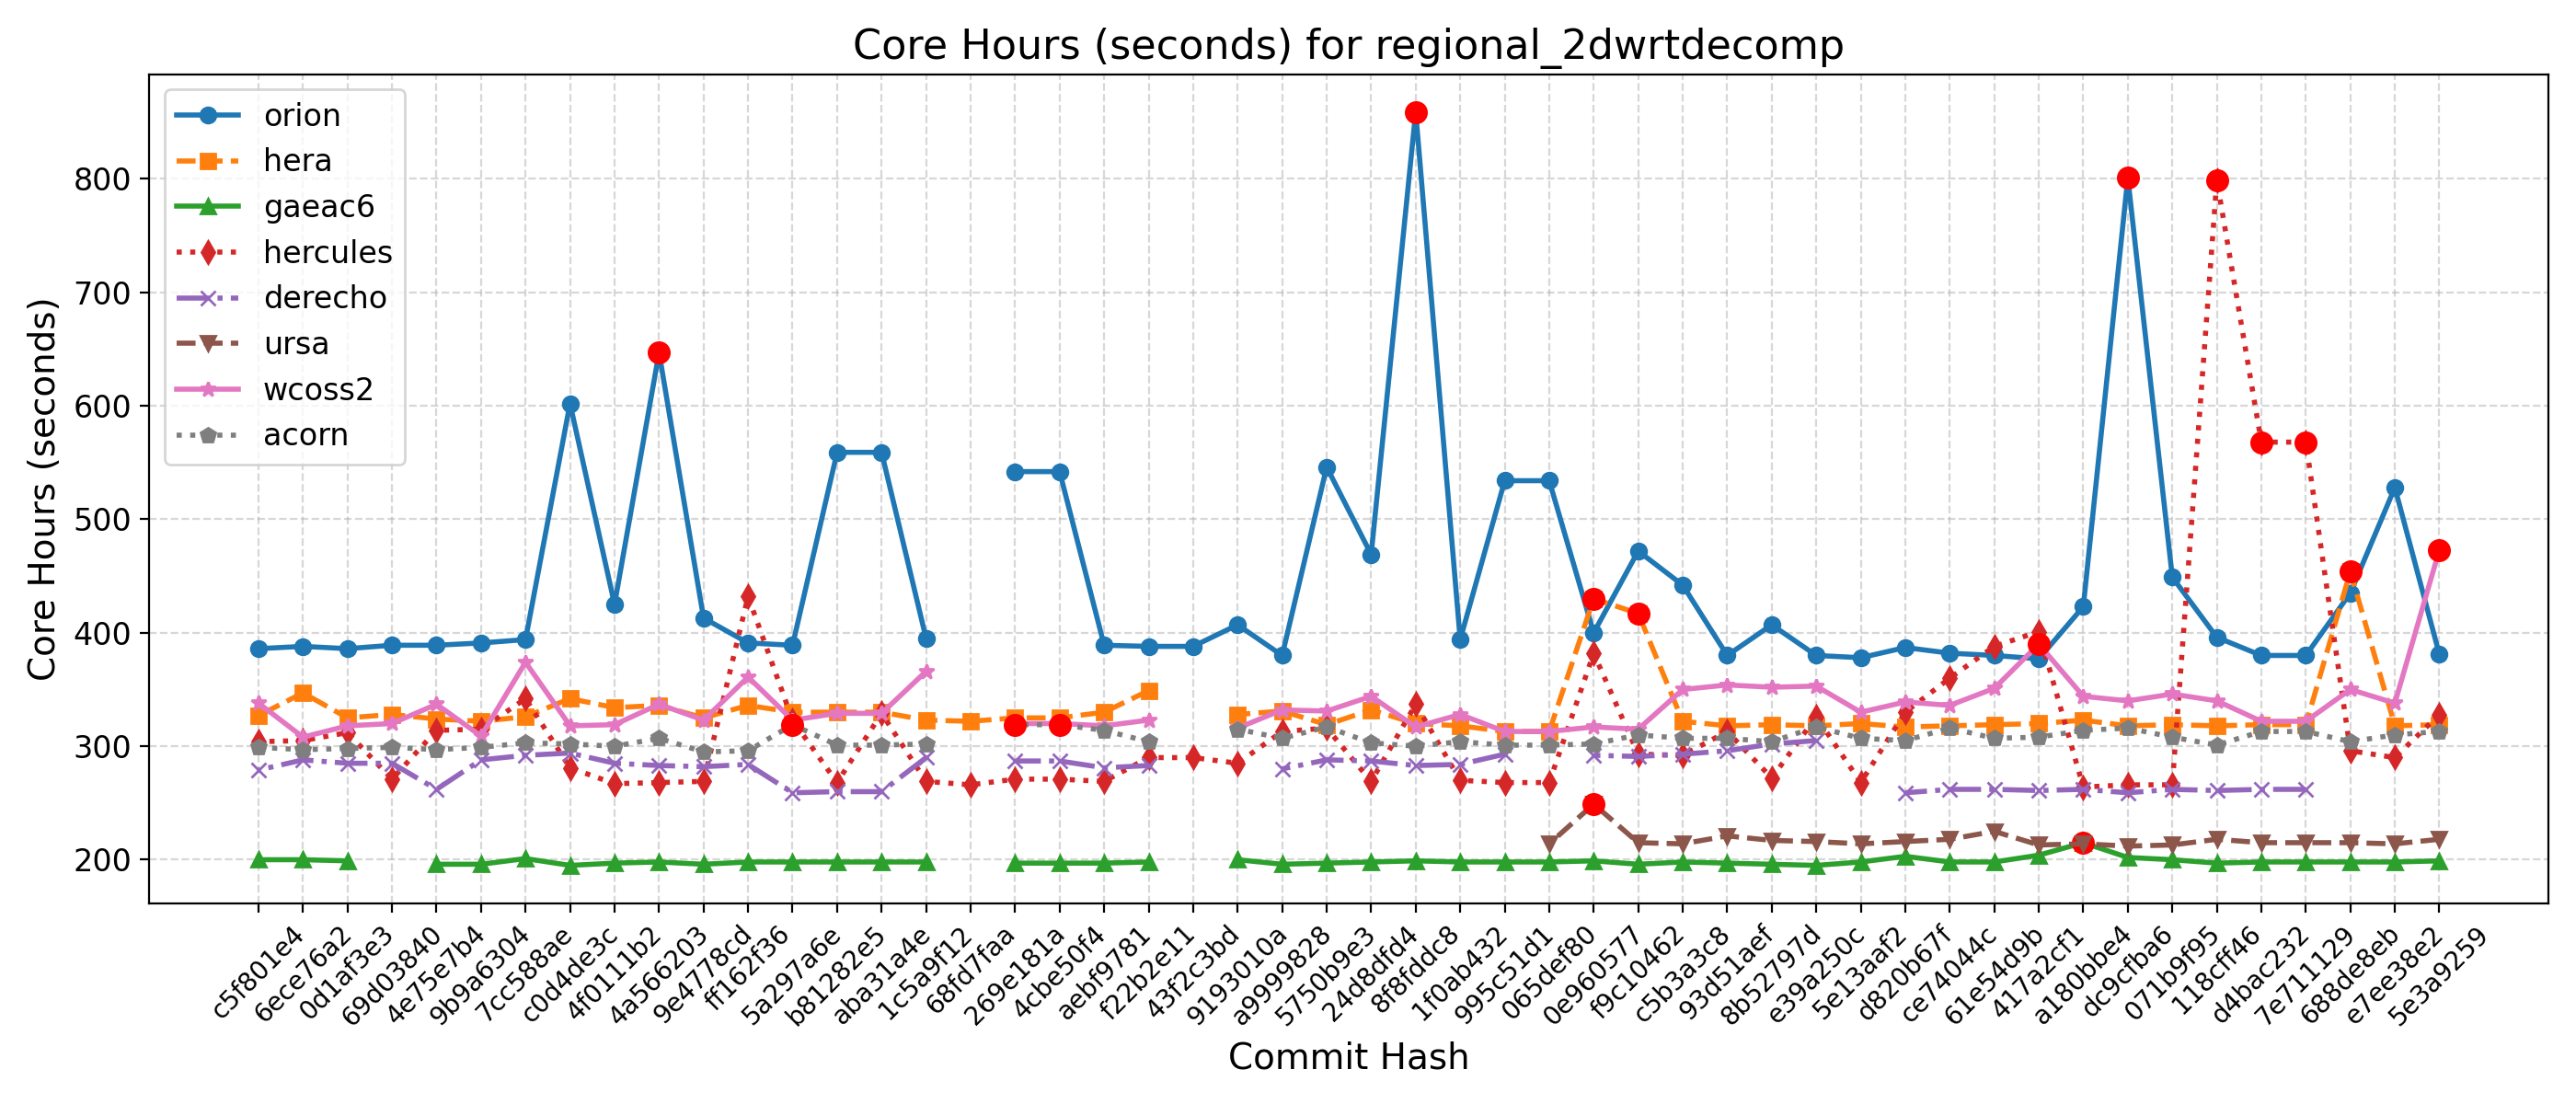 Core Hours (seconds) for regional_2dwrtdecomp
orion
hera
gaeac6
hercules
derecho
ursa
wcoss2
acorn
Core Hours (seconds)
800
700
600
500
400
300
200
c5f801e4
6ece76a2
0d1af3e3
69d03840
4e75e7b4
9b9a6304
7cc588ae
c0d4de3c
4f0111b2
4a566203
9e4778cd
ff162f36
5a297a6e
b81282e5
aba31a4e
1c5a9f12
68fd7faa
269e181a
4cbe50f4
aebf9781
f22b2e11
43f2c3bd
9193010a
a9999828
5750b9e3
24d8dfd4
8f8fddc8
1f0ab432
995c51d1
065def80
0e960577
f9c10462
c5b3a3c8
93d51aef
8b52797d
e39a250c
5e13aaf2
d820b67f
ce74044c
61e54d9b
417a2cf1
a180bbe4
dc9cfba6
071b9f95
118cff46
d4bac232
7e711129
688de8eb
e7ee38e2
5e3a9259
Commit Hash